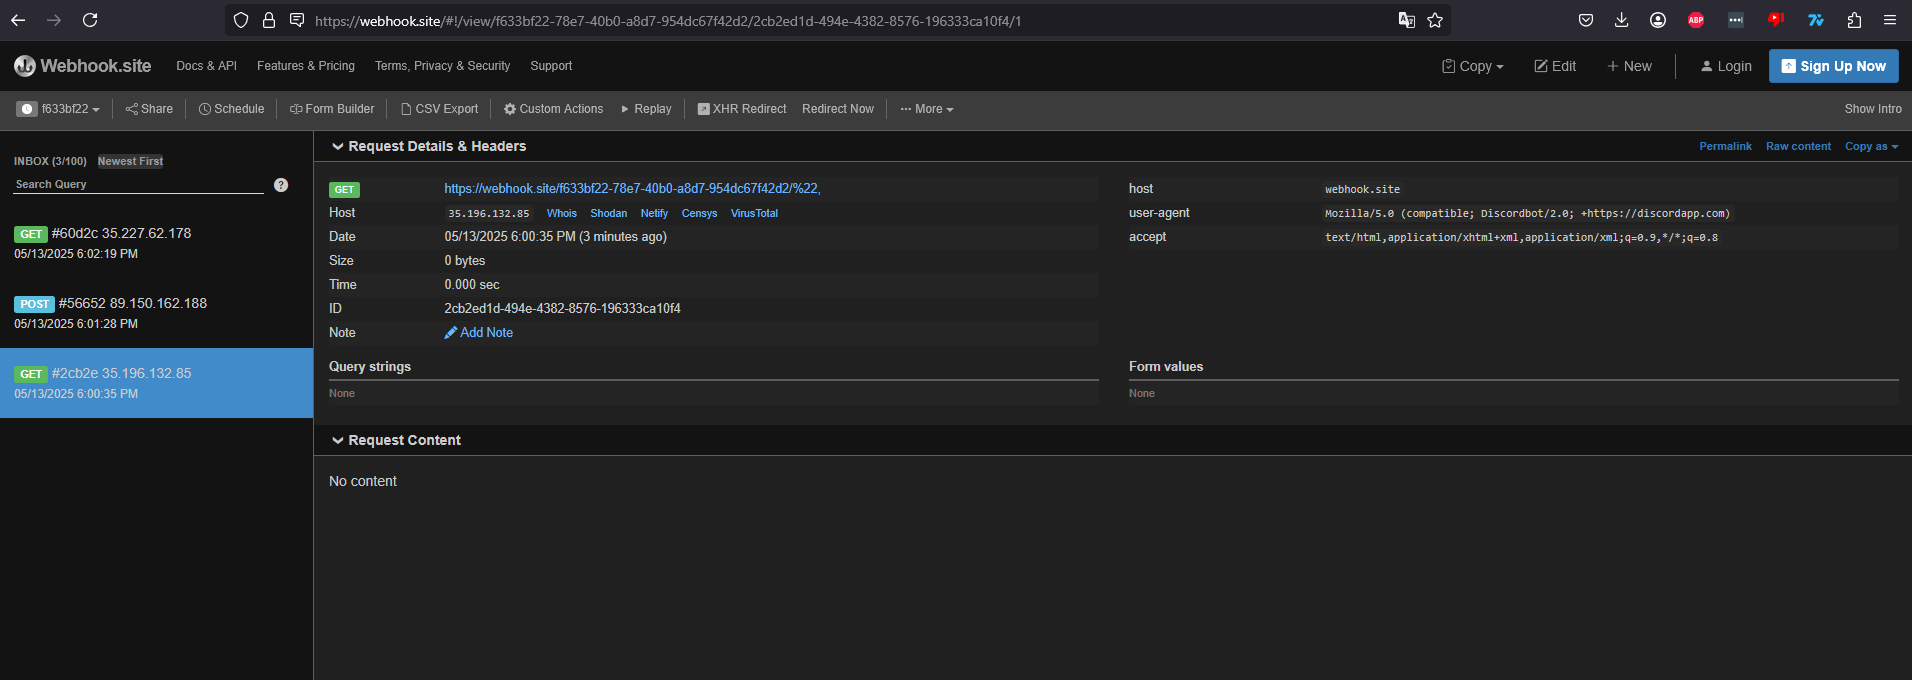 https://webhook.site/#!/view/f633bf22-78e7-40b0-a8d7-954dc67f42d2/2cb2ed1d-494e-4382-8576-196333ca10f4/1
ABP
Webhook.site Docs & API Features & Pricing Terms, Privacy & Security Support Copy Edit + New Login Sign Up Now
f633bf22 Share Schedule Form Builder CSV Export Custom Actions Replay XHR Redirect Redirect Now ··· More Show Intro
INBOX (3/100) Newest First
Search Query ?
GET #60d2c 35.227.62.178
05/13/2025 6:02:19 PM
POST #56652 89.150.162.188
05/13/2025 6:01:28 PM
GET #2cb2e 35.196.132.85
05/13/2025 6:00:35 PM
Request Details & Headers Permalink Raw content Copy as
GET https://webhook.site/f633bf22-78e7-40b0-a8d7-954dc67f42d2/%22,
Host 35.196.132.85 Whois Shodan Netify Censys VirusTotal
Date 05/13/2025 6:00:35 PM (3 minutes ago)
Size 0 bytes
Time 0.000 sec
ID 2cb2ed1d-494e-4382-8576-196333ca10f4
Note Add Note
host webhook.site
user-agent Mozilla/5.0 (compatible; Discordbot/2.0; +https://discordapp.com)
accept text/html,application/xhtml+xml,application/xml;q=0.9,*/*;q=0.8
Query strings
None
Form values
None
Request Content
No content